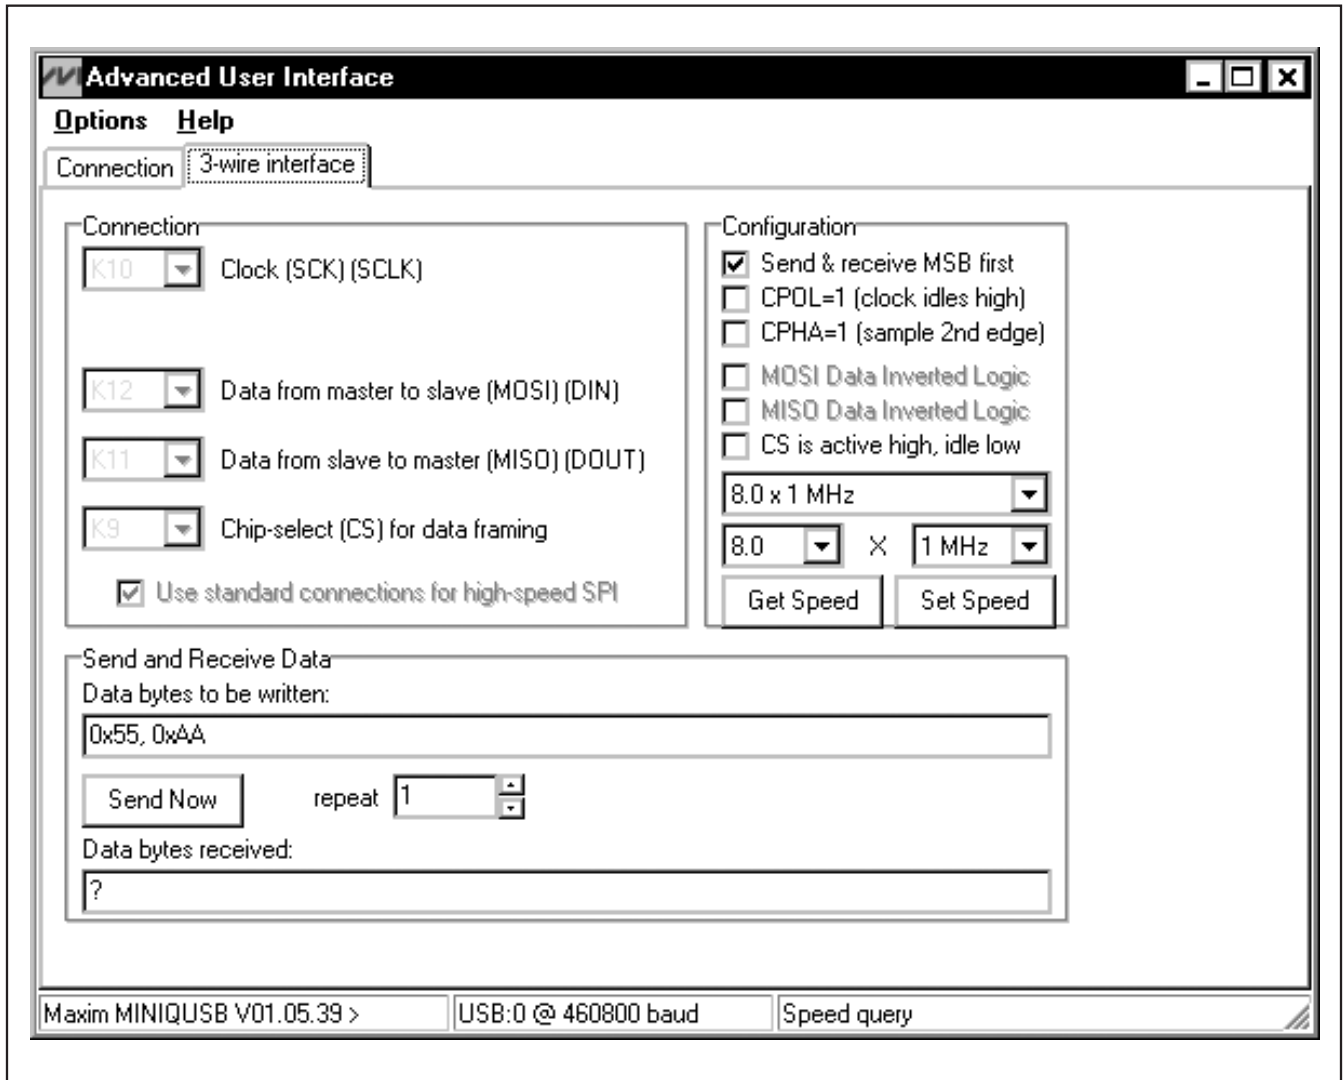 Advanced User Interface
Options Help
Connection 3-wire interface
Connection
K10 Clock (SCK) (SCLK)
K12 Data from master to slave (MOSI) (DIN)
K11 Data from slave to master (MISO) (DOUT)
K9 Chip-select (CS) for data framing
Use standard connections for high-speed SPI
Configuration
Send & receive MSB first
CPOL=1 (clock idles high)
CPHA=1 (sample 2nd edge)
MOSI Data Inverted Logic
MISO Data Inverted Logic
CS is active high, idle low
8.0 x 1 MHz
8.0 X 1 MHz
Get Speed Set Speed
Send and Receive Data
Data bytes to be written:
0x55, 0xAA
Send Now repeat 1
Data bytes received:
?
Maxim MINIQUSB V01.05.39 > USB:0 @ 460800 baud Speed query